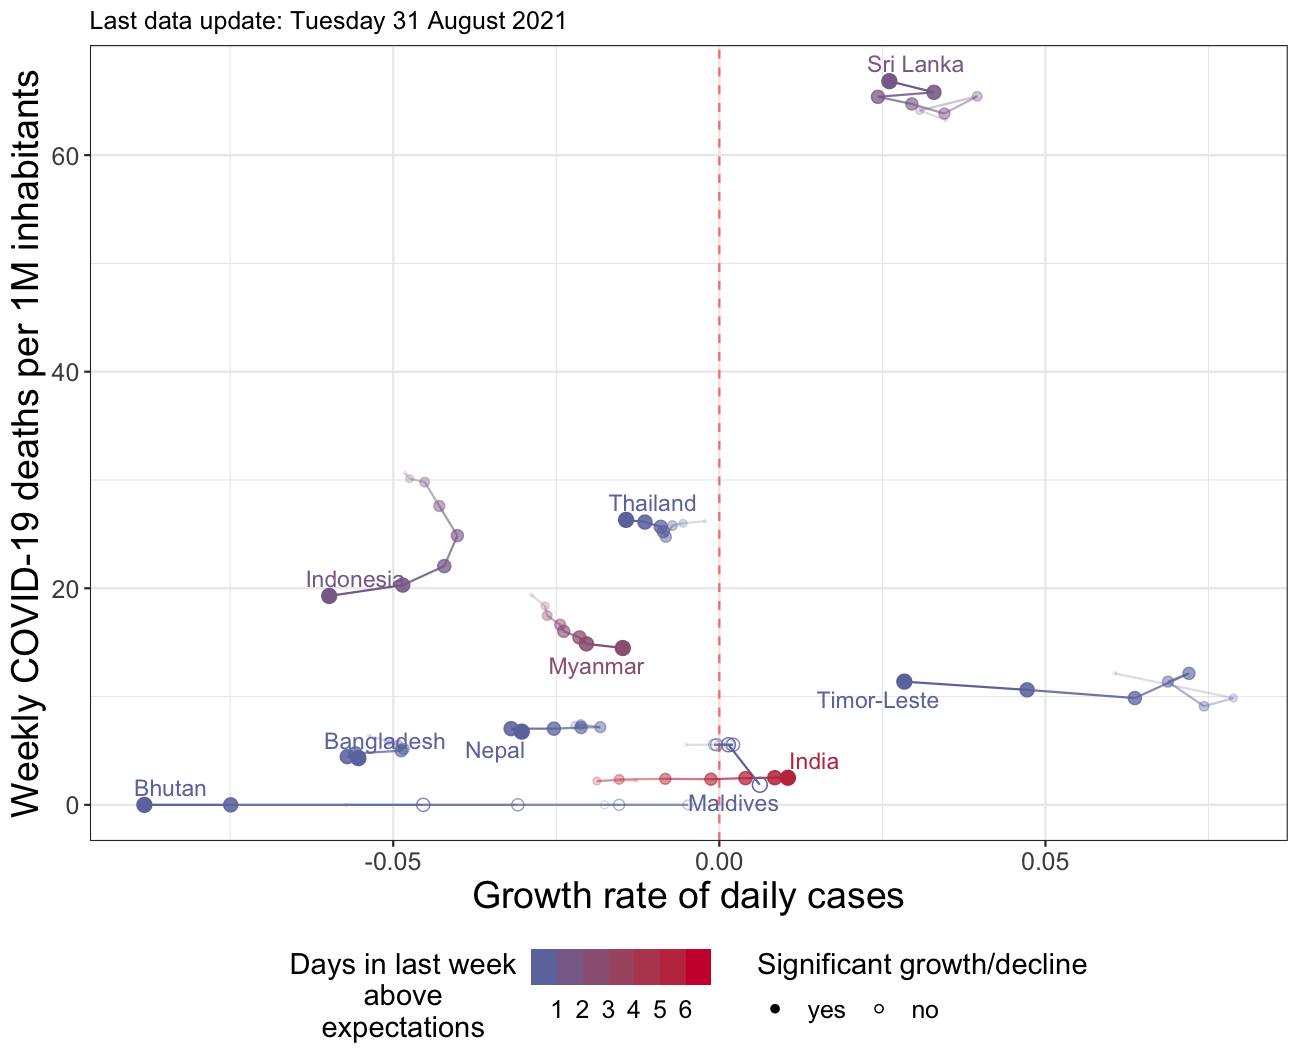 Last data update: Tuesday 31 August 2021
Weekly COVID-19 deaths per 1M inhabitants
60
40
20
0
Sri Lanka
Thailand
Indonesia
Myanmar
Timor-Leste
Bangladesh
Nepal
India
Bhutan
Maldives
-0.05
0.00
0.05
Growth rate of daily cases
Days in last week
above
expectations
1 2 3 4 5 6
Significant growth/decline
yes no